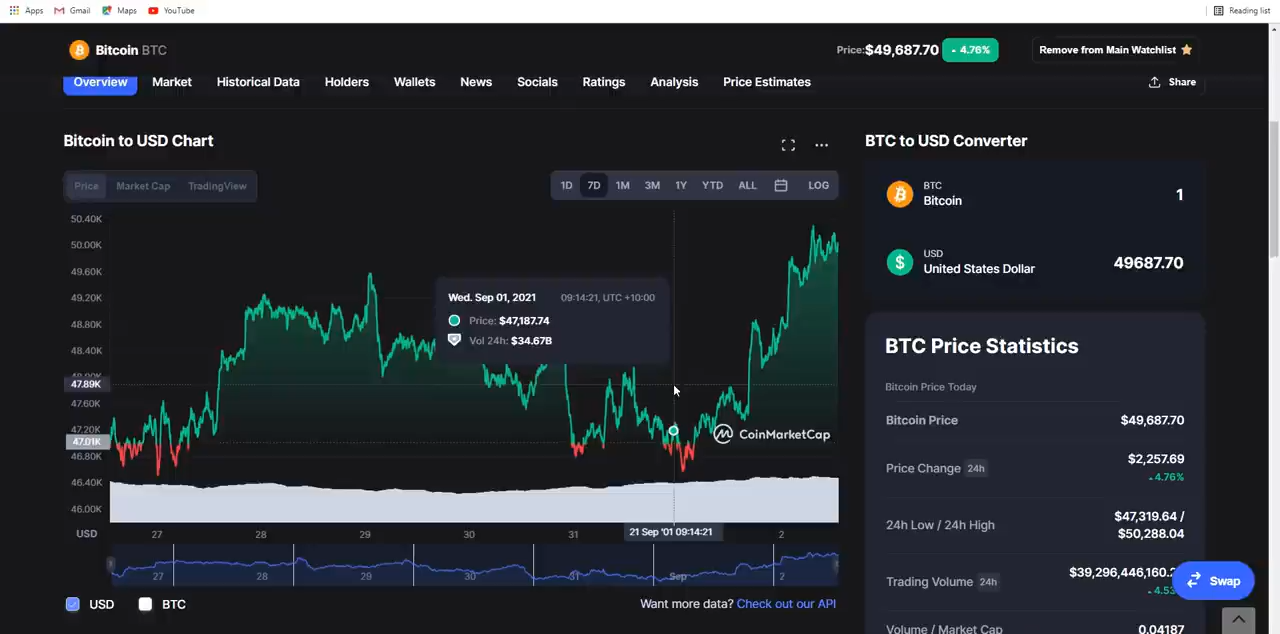 Apps Gmail Maps YouTube Reading list
Bitcoin BTC Price:$49,687.70 4.76% Remove from Main Watchlist
Overview Market Historical Data Holders Wallets News Socials Ratings Analysis Price Estimates Share
Bitcoin to USD Chart
Price Market Cap TradingView 1D 7D 1M 3M 1Y YTD ALL LOG
50.40K
50.00K
49.60K
49.20K
48.80K
48.40K
47.89K
47.60K
47.20K
47.01K
46.80K
46.40K
46.00K
Wed. Sep 01, 2021 09:14:21, UTC +10:00
Price: $47,187.74
Vol 24h: $34.67B
CoinMarketCap
USD 27 28 29 30 31 21 Sep '01 09:14:21 2
27 28 29 30 31 Sep 2
USD BTC Want more data? Check out our API
BTC to USD Converter
BTC
Bitcoin 1
USD
United States Dollar 49687.70
BTC Price Statistics
Bitcoin Price Today
Bitcoin Price $49,687.70
Price Change 24h $2,257.69
4.76%
24h Low / 24h High $47,319.64 /
$50,288.04
Trading Volume 24h $39,296,446,160.
4.53
Swap
Volume / Market Cap 0.04187